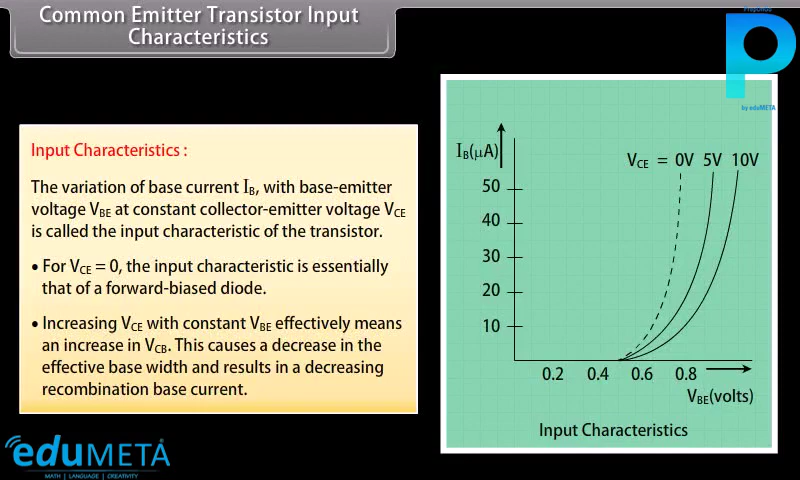 Common Emitter Transistor Input
Characteristics
Preponals
by eduMETA
Input Characteristics :
The variation of base current I_B, with base-emitter
voltage V_BE at constant collector-emitter voltage V_CE
is called the input characteristic of the transistor.
• For V_CE = 0, the input characteristic is essentially
that of a forward-biased diode.
• Increasing V_CE with constant V_BE effectively means
an increase in V_CB. This causes a decrease in the
effective base width and results in a decreasing
recombination base current.
I_B(μA)
V_CE = 0V 5V 10V
50
40
30
20
10
0.2 0.4 0.6 0.8
V_BE(volts)
Input Characteristics
eduMETA
MATH | LANGUAGE | CREATIVITY